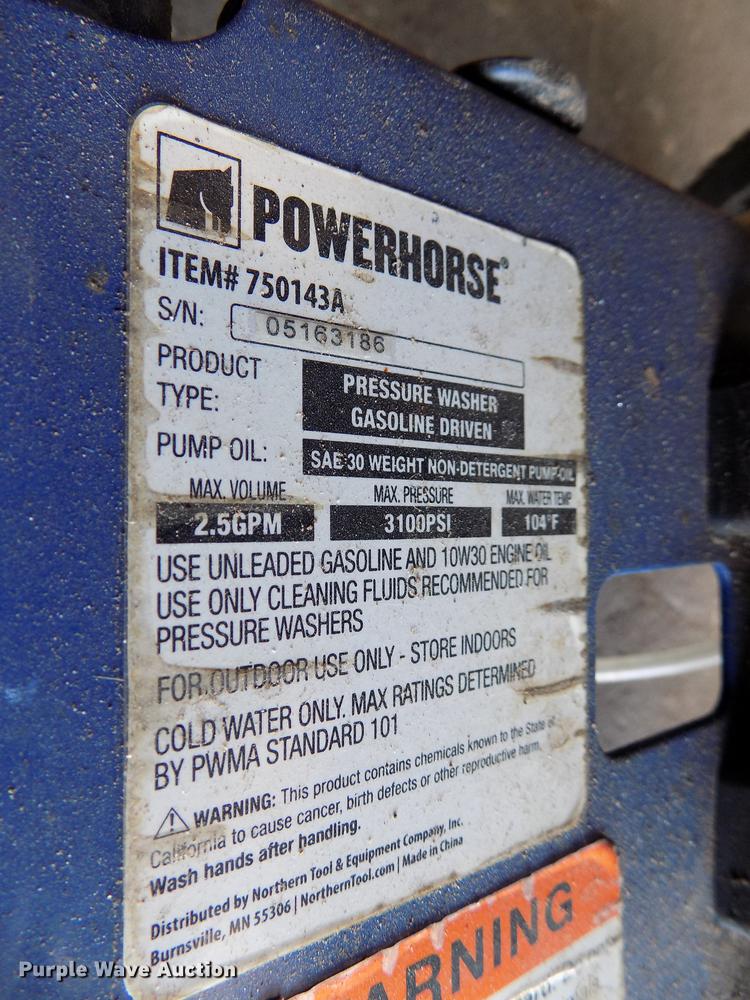 POWERHORSE®
ITEM# 750143A
S/N: 05163186
PRODUCT TYPE: PRESSURE WASHER
GASOLINE DRIVEN
PUMP OIL: SAE 30 WEIGHT NON-DETERGENT PUMP OIL
MAX. VOLUME MAX. PRESSURE MAX. WATER TEMP
2.5GPM 3100PSI 104°F
USE UNLEADED GASOLINE AND 10W30 ENGINE OIL
USE ONLY CLEANING FLUIDS RECOMMENDED FOR
PRESSURE WASHERS
FOR OUTDOOR USE ONLY - STORE INDOORS
COLD WATER ONLY. MAX RATINGS DETERMINED
BY PWMA STANDARD 101
WARNING: This product contains chemicals known to the State of
California to cause cancer, birth defects or other reproductive harm.
Wash hands after handling.
Distributed by Northern Tool & Equipment Company, Inc.
Burnsville, MN 55306 | NorthernTool.com | Made in China
ARNING
Purple Wave Auction